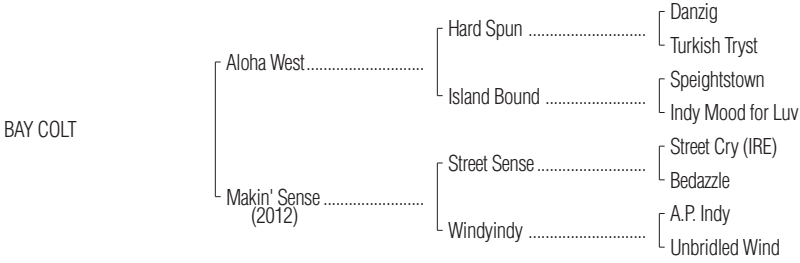 Danzig
Hard Spun ............................
Turkish Tryst
Aloha West............................
Speightstown
Island Bound ........................
Indy Mood for Luv
BAY COLT
Street Cry (IRE)
Street Sense ..........................
Bedazzle
Makin' Sense ........................
(2012)
A.P. Indy
Windyindy ............................
Unbridled Wind